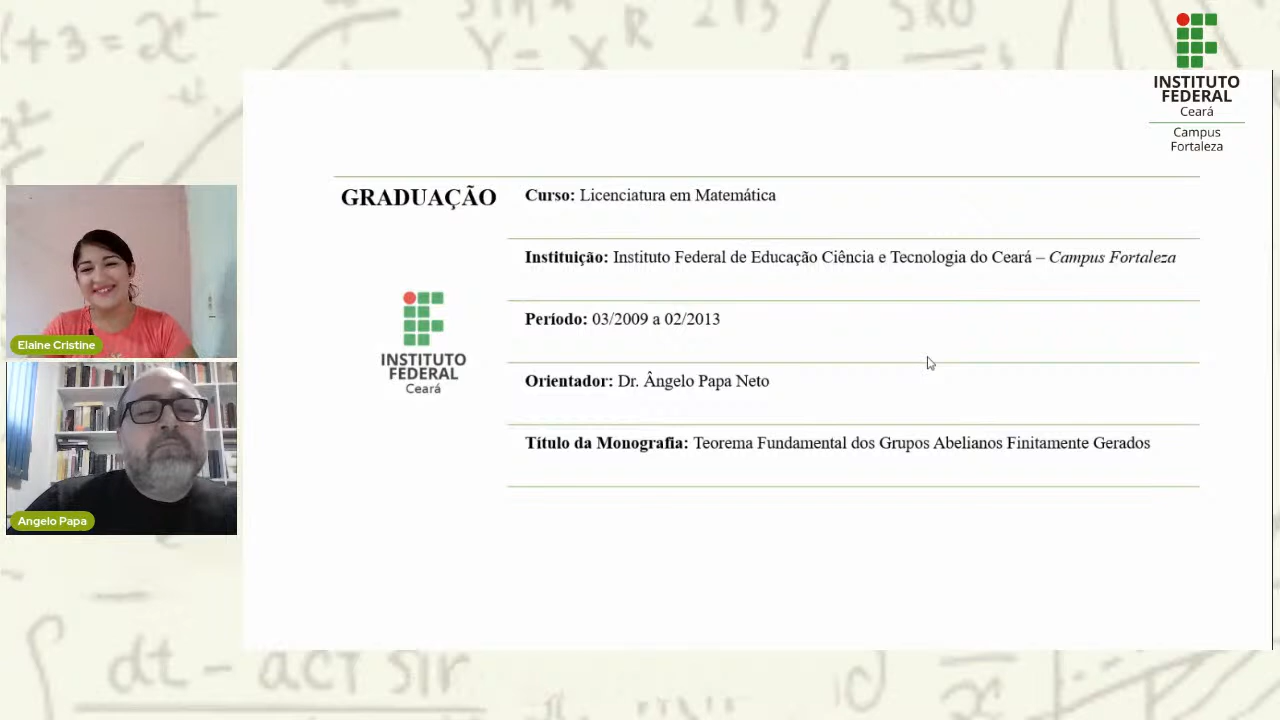 INSTITUTO
FEDERAL
Ceará
Campus
Fortaleza
GRADUAÇÃO
Curso: Licenciatura em Matemática
Instituição: Instituto Federal de Educação Ciência e Tecnologia do Ceará – Campus Fortaleza
Período: 03/2009 a 02/2013
INSTITUTO
FEDERAL
Ceará
Orientador: Dr. Ângelo Papa Neto
Título da Monografia: Teorema Fundamental dos Grupos Abelianos Finitamente Gerados
Elaine Cristine
Angelo Papa